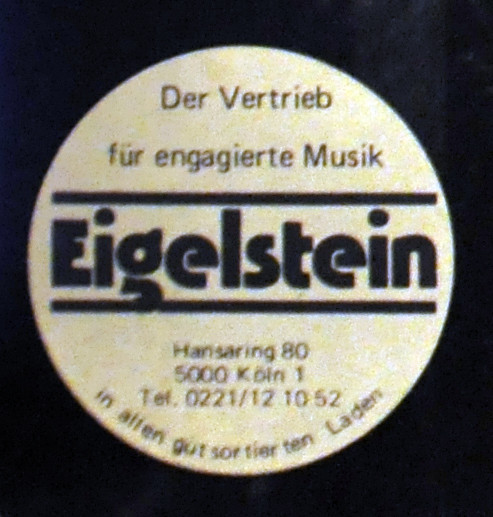 Der Vertrieb
für engagierte Musik
Eigelstein
Hansaring 80
5000 Köln 1
Tel. 0221/12 10 52
in allen gut sortierten Läden